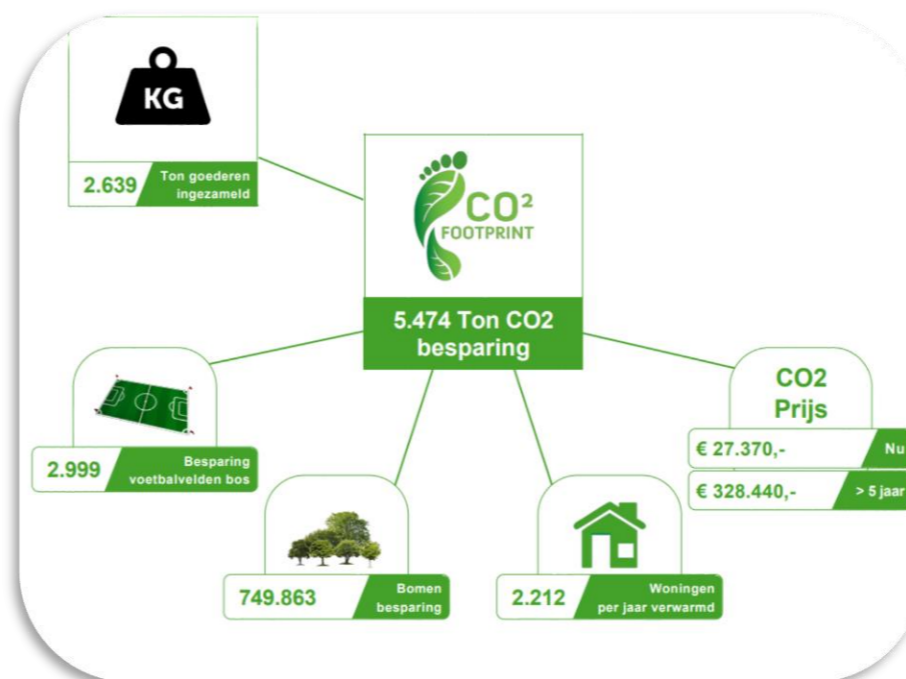 KG
2.639
Ton goederen
ingezameld
CO²
FOOTPRINT
5.474 Ton CO2
besparing
2.999
Besparing
voetbalvelden bos
749.863
Bomen
besparing
2.212
Woningen
per jaar verwarmd
CO2
Prijs
€ 27.370,-
Nu
€ 328.440,-
> 5 jaar